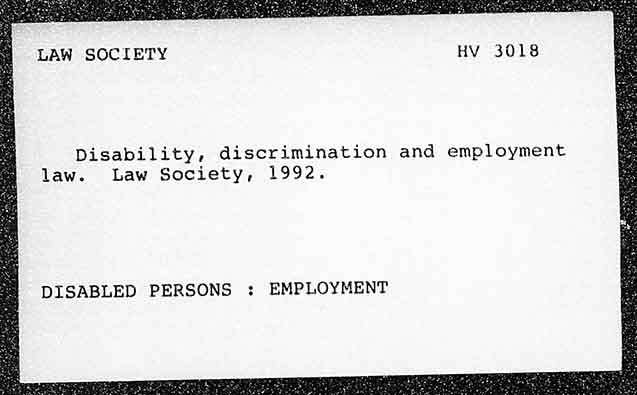 LAW SOCIETY HV 3018
Disability, discrimination and employment
law. Law Society, 1992.
DISABLED PERSONS : EMPLOYMENT